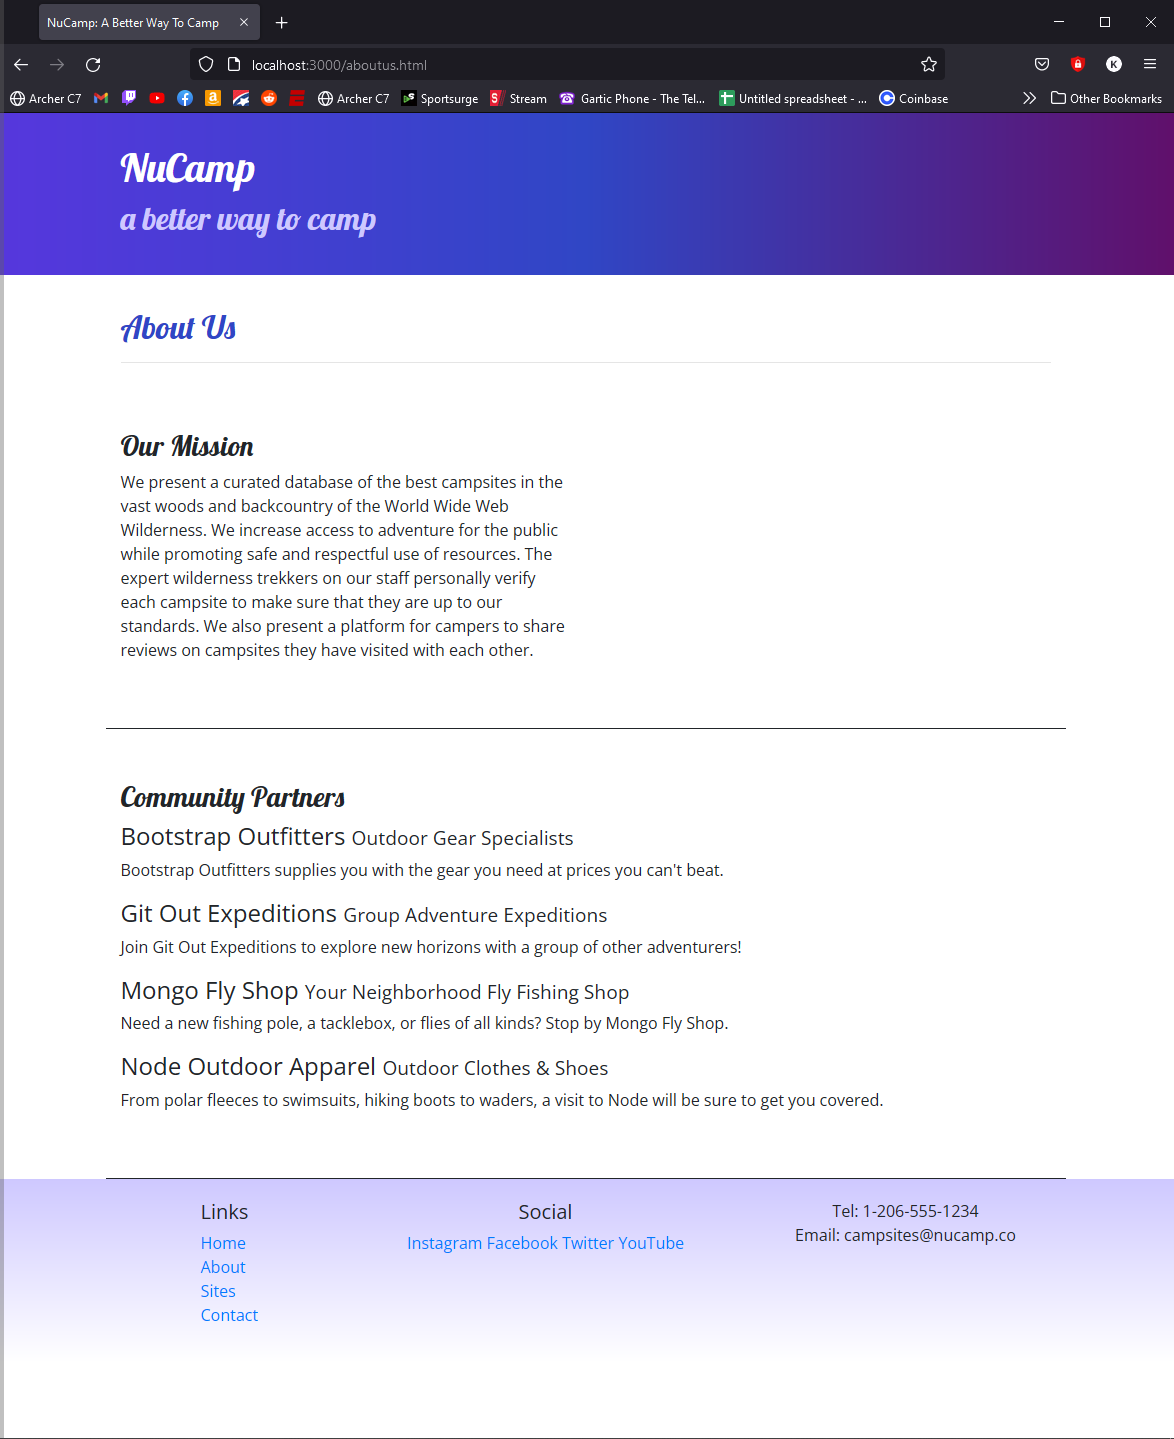 NuCamp: A Better Way To Camp
localhost:3000/aboutus.html
K
Archer C7 Archer C7 Sportsurge Stream Gartic Phone - The Tel... Untitled spreadsheet - ... Coinbase Other Bookmarks
NuCamp
a better way to camp
About Us
Our Mission
We present a curated database of the best campsites in the
vast woods and backcountry of the World Wide Web
Wilderness. We increase access to adventure for the public
while promoting safe and respectful use of resources. The
expert wilderness trekkers on our staff personally verify
each campsite to make sure that they are up to our
standards. We also present a platform for campers to share
reviews on campsites they have visited with each other.
Community Partners
Bootstrap Outfitters Outdoor Gear Specialists
Bootstrap Outfitters supplies you with the gear you need at prices you can't beat.
Git Out Expeditions Group Adventure Expeditions
Join Git Out Expeditions to explore new horizons with a group of other adventurers!
Mongo Fly Shop Your Neighborhood Fly Fishing Shop
Need a new fishing pole, a tacklebox, or flies of all kinds? Stop by Mongo Fly Shop.
Node Outdoor Apparel Outdoor Clothes & Shoes
From polar fleeces to swimsuits, hiking boots to waders, a visit to Node will be sure to get you covered.
Links
Home
About
Sites
Contact
Social
Instagram Facebook Twitter YouTube
Tel: 1-206-555-1234
Email: campsites@nucamp.co